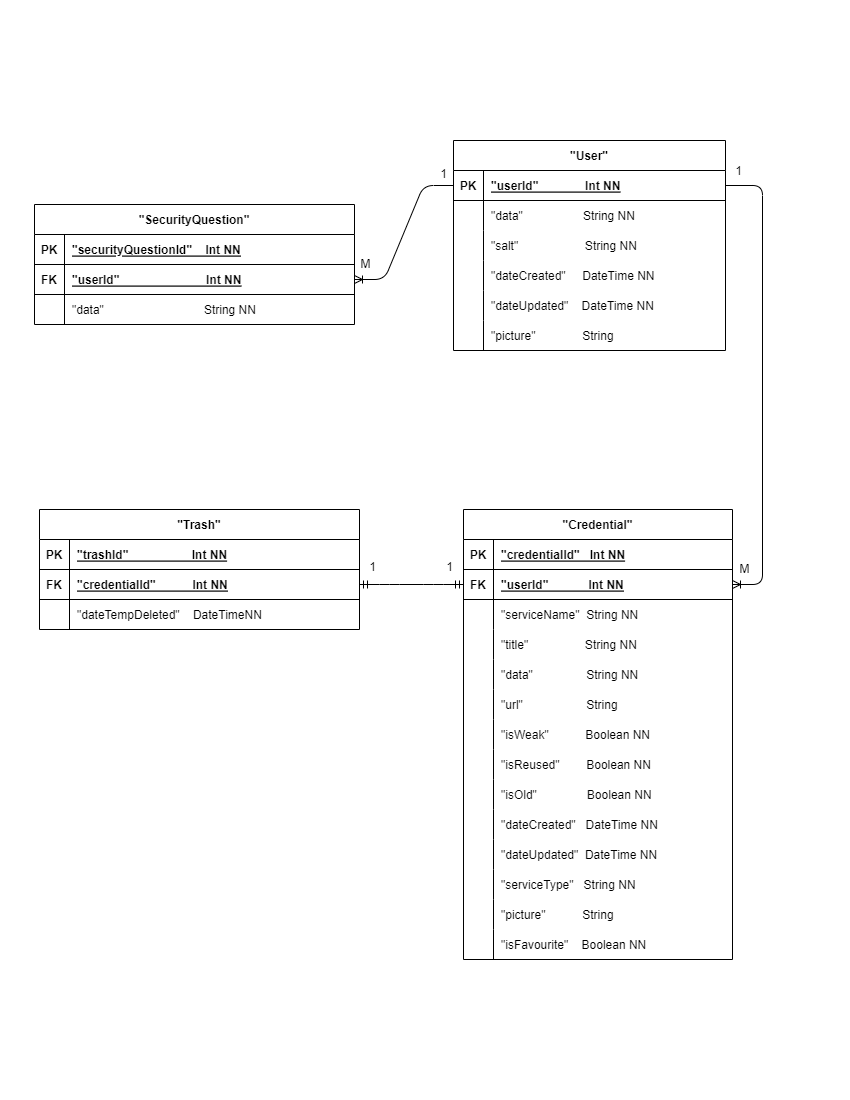 "User"
1
1
PK "userId" Int NN
"data" String NN
"salt" String NN
"dateCreated" DateTime NN
"dateUpdated" DateTime NN
"picture" String
"SecurityQuestion"
PK "securityQuestionId" Int NN
M
FK "userId" Int NN
"data" String NN
"Trash"
PK "trashId" Int NN
1
1
FK "credentialId" Int NN
"dateTempDeleted" DateTimeNN
"Credential"
PK "credentialId" Int NN
M
FK "userId" Int NN
"serviceName" String NN
"title" String NN
"data" String NN
"url" String
"isWeak" Boolean NN
"isReused" Boolean NN
"isOld" Boolean NN
"dateCreated" DateTime NN
"dateUpdated" DateTime NN
"serviceType" String NN
"picture" String
"isFavourite" Boolean NN